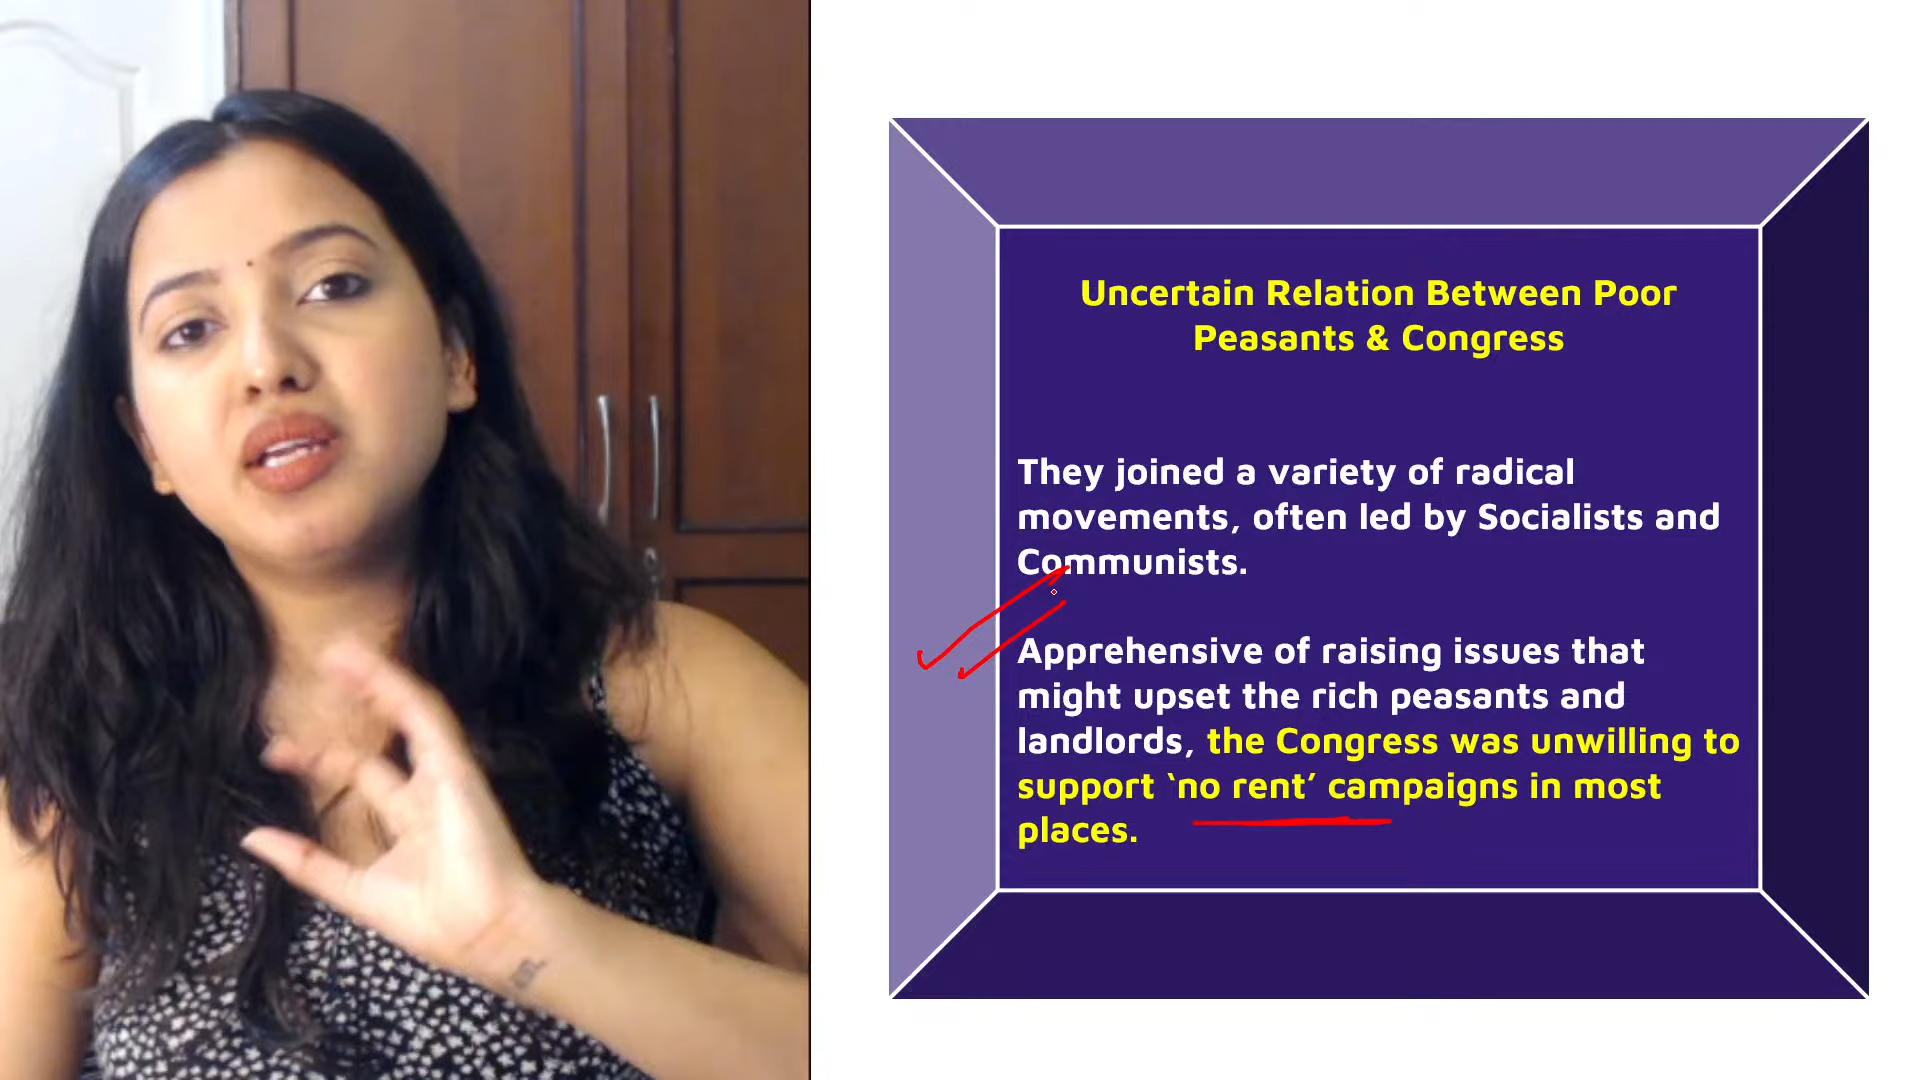 Uncertain Relation Between Poor
Peasants & Congress
They joined a variety of radical
movements, often led by Socialists and
Communists.
Apprehensive of raising issues that
might upset the rich peasants and
landlords, the Congress was unwilling to
support ‘no rent’ campaigns in most
places.